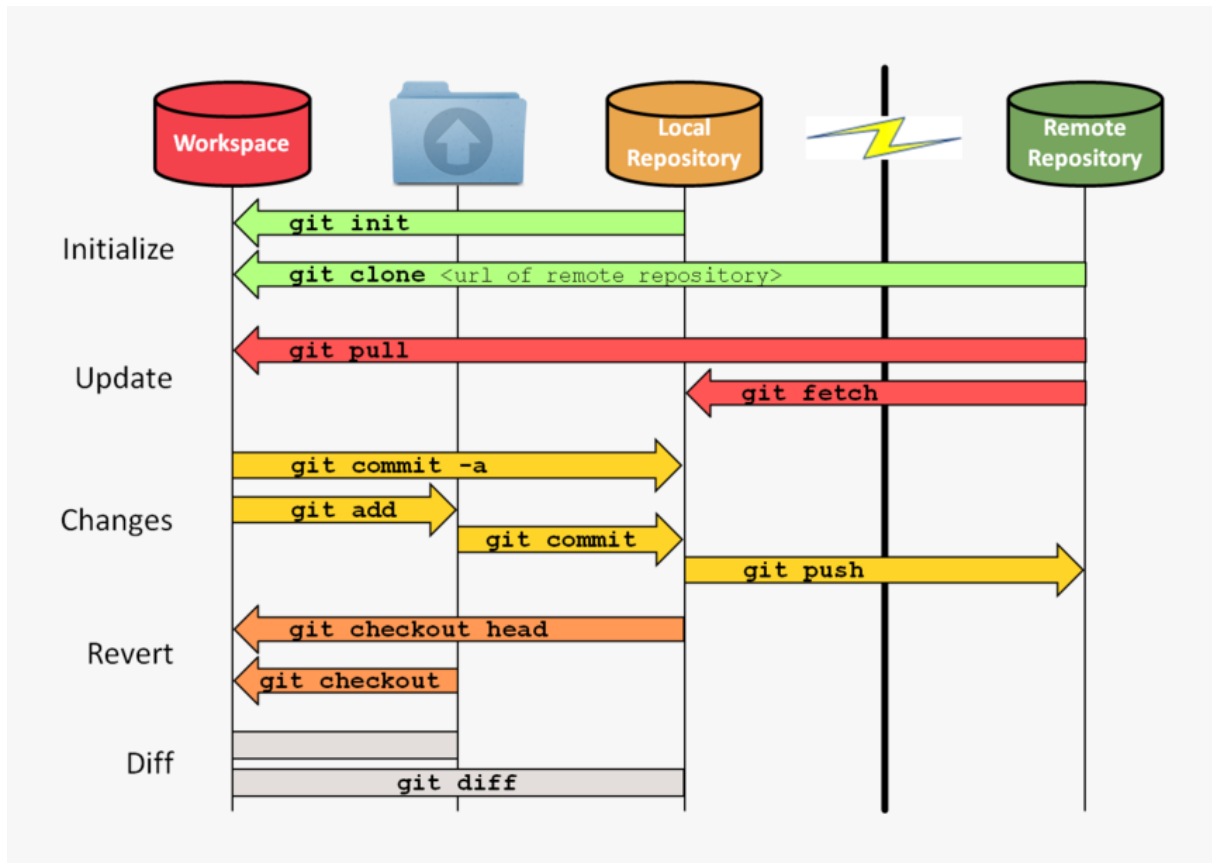 Workspace
Local
Repository
Remote
Repository
Initialize
git init
git clone <url of remote repository>
Update
git pull
git fetch
Changes
git commit -a
git add
git commit
git push
Revert
git checkout head
git checkout
Diff
git diff